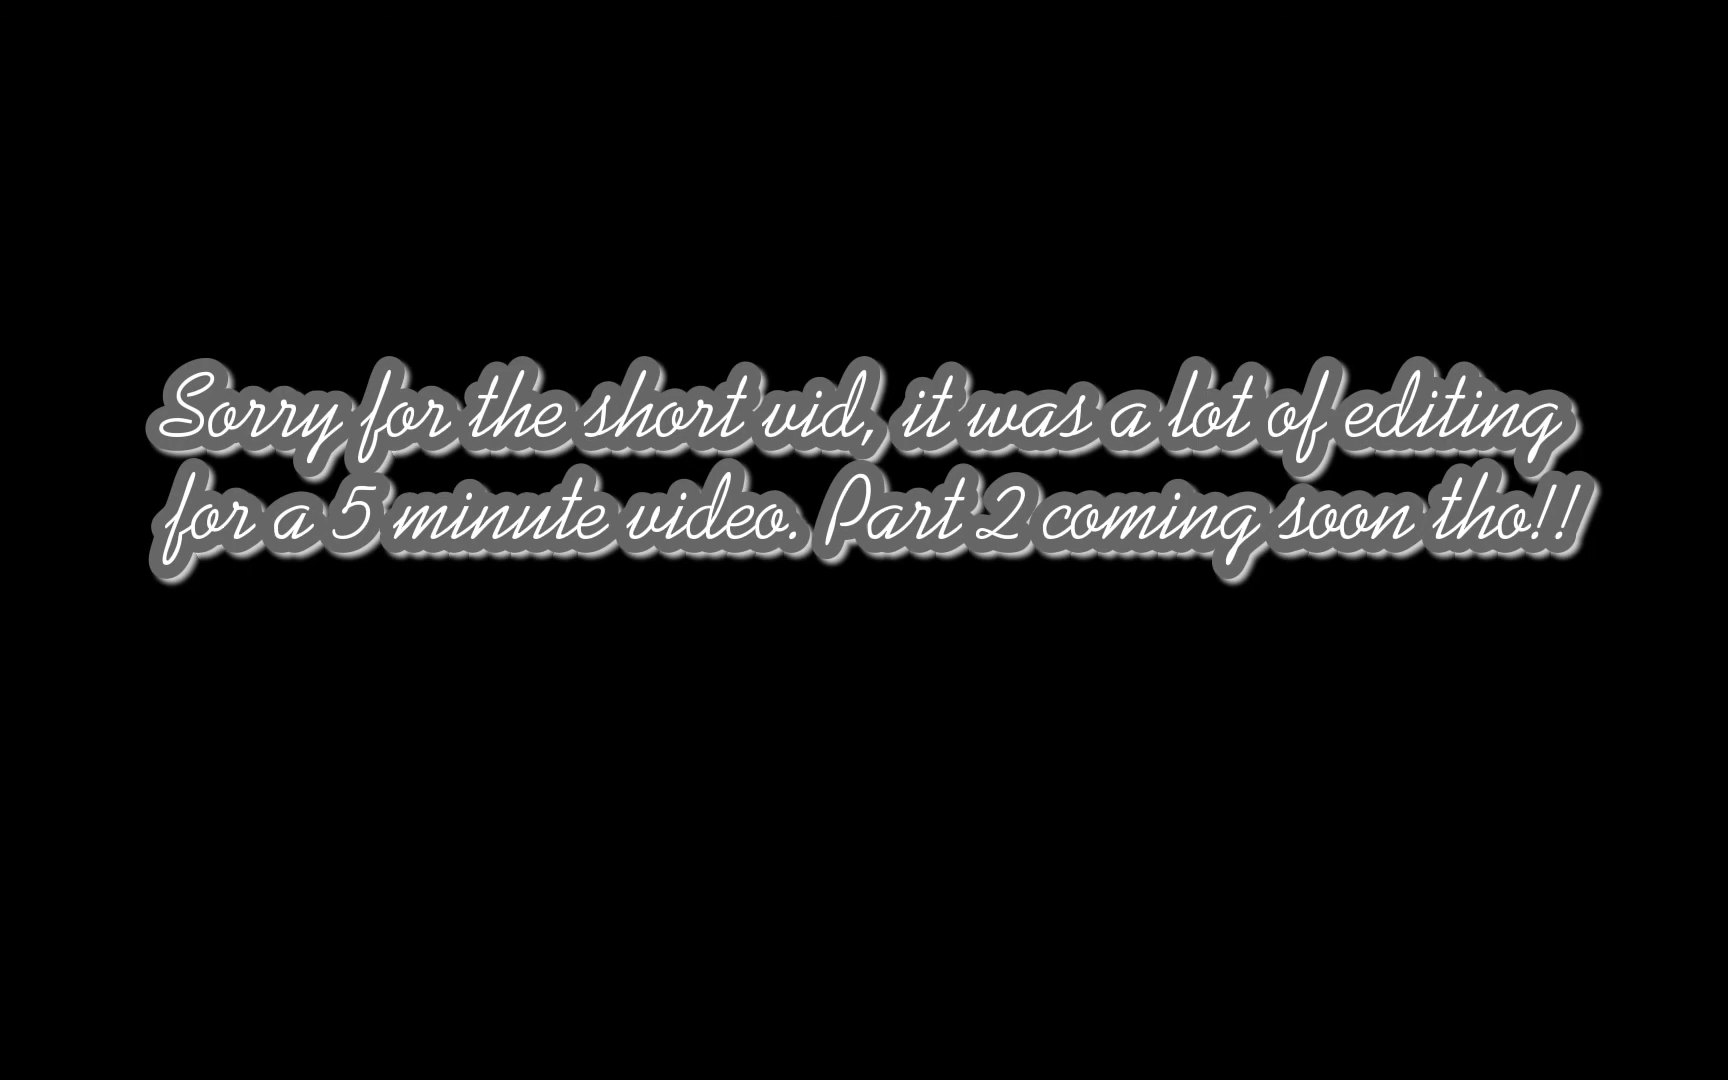 Sorry for the short vid, it was a lot of editing
for a 5 minute video. Part 2 coming soon tho!!